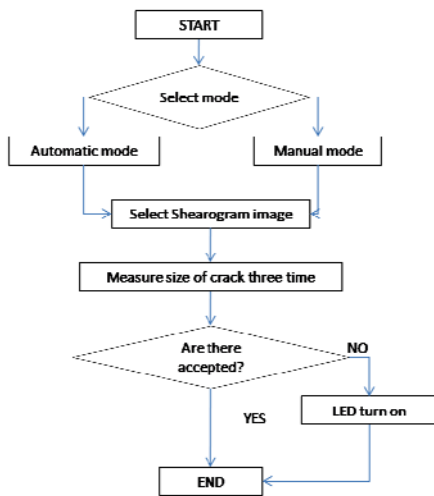 START
Select mode
Automatic mode
Manual mode
Select Shearogram image
Measure size of crack three time
Are there
accepted?
NO
YES
LED turn on
END